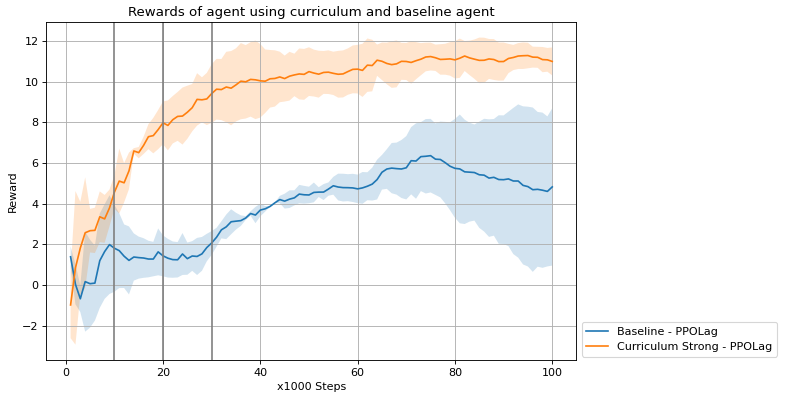 Rewards of agent using curriculum and baseline agent
12
10
8
6
4
2
0
−2
Reward
0 20 40 60 80 100
x1000 Steps
Baseline - PPOLag
Curriculum Strong - PPOLag